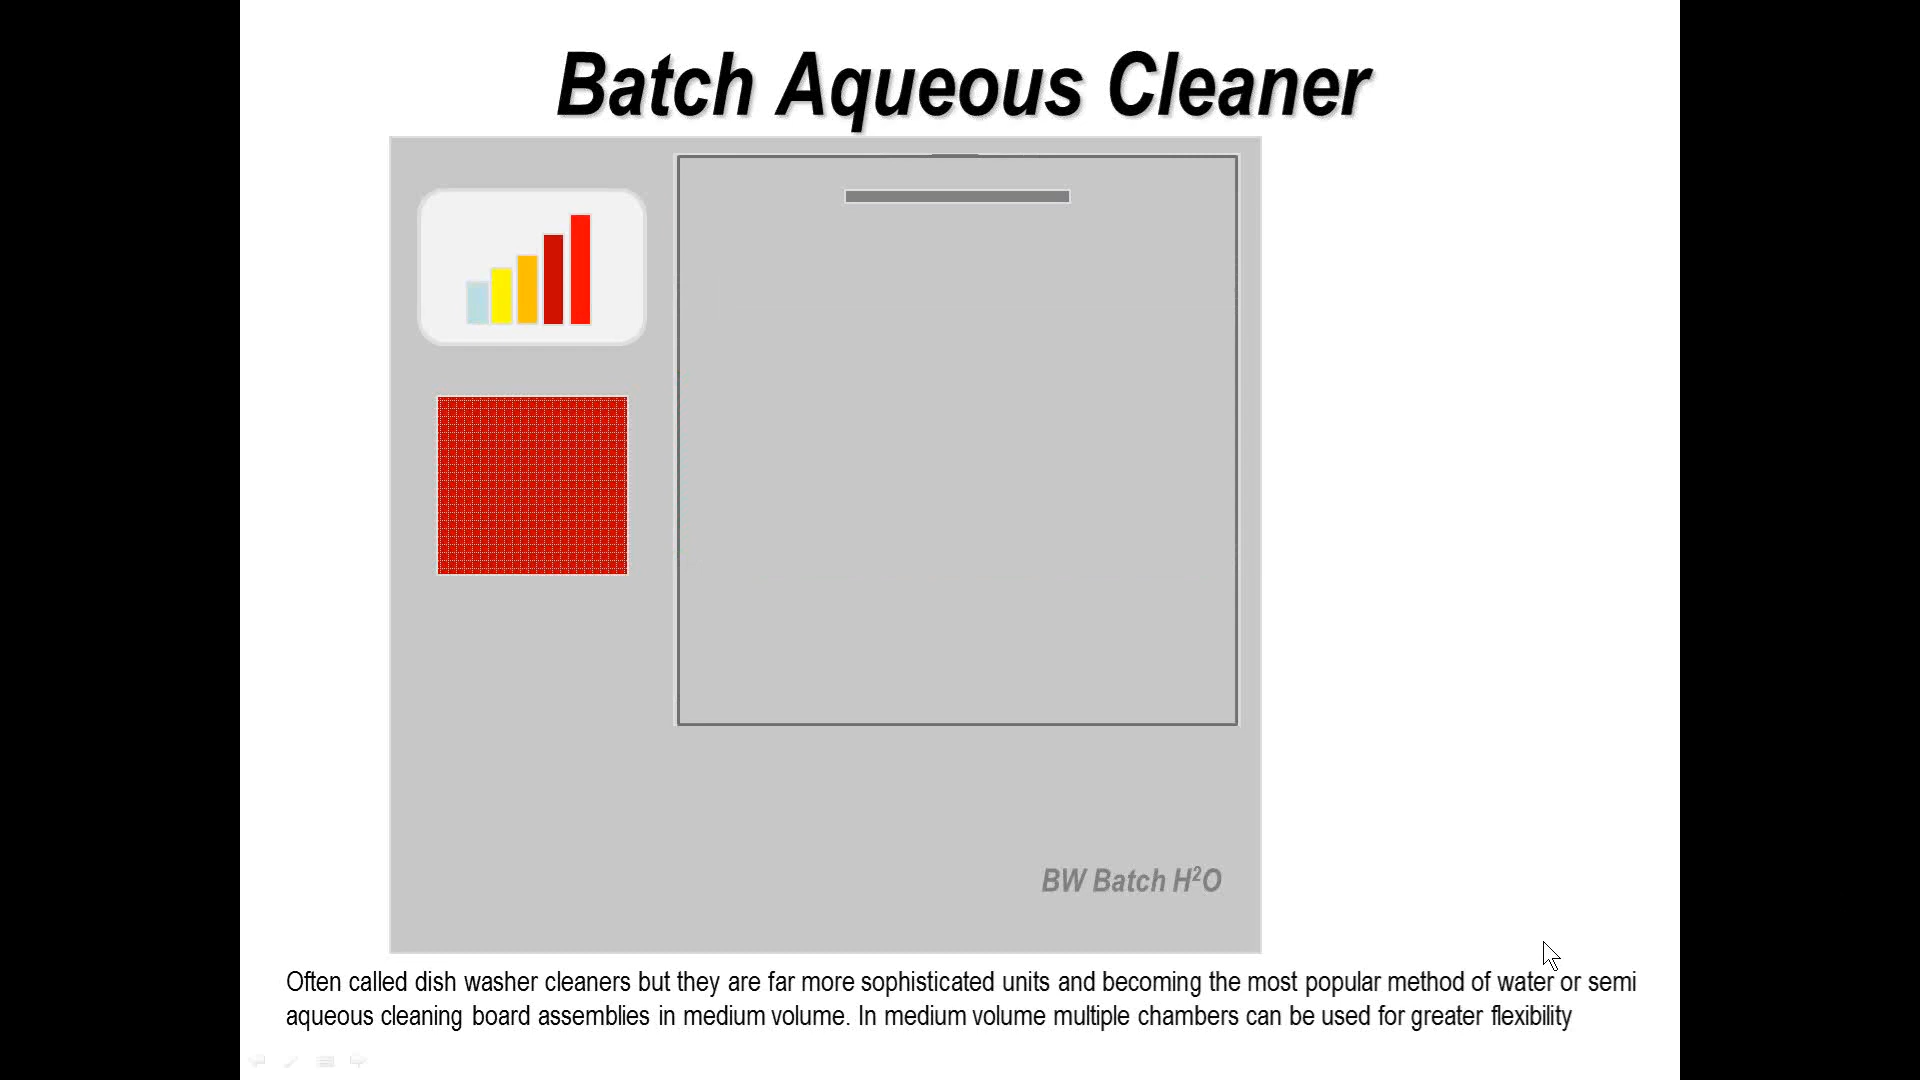 Batch Aqueous Cleaner
BW Batch H²O
Often called dish washer cleaners but they are far more sophisticated units and becoming the most popular method of water or semi
aqueous cleaning board assemblies in medium volume. In medium volume multiple chambers can be used for greater flexibility